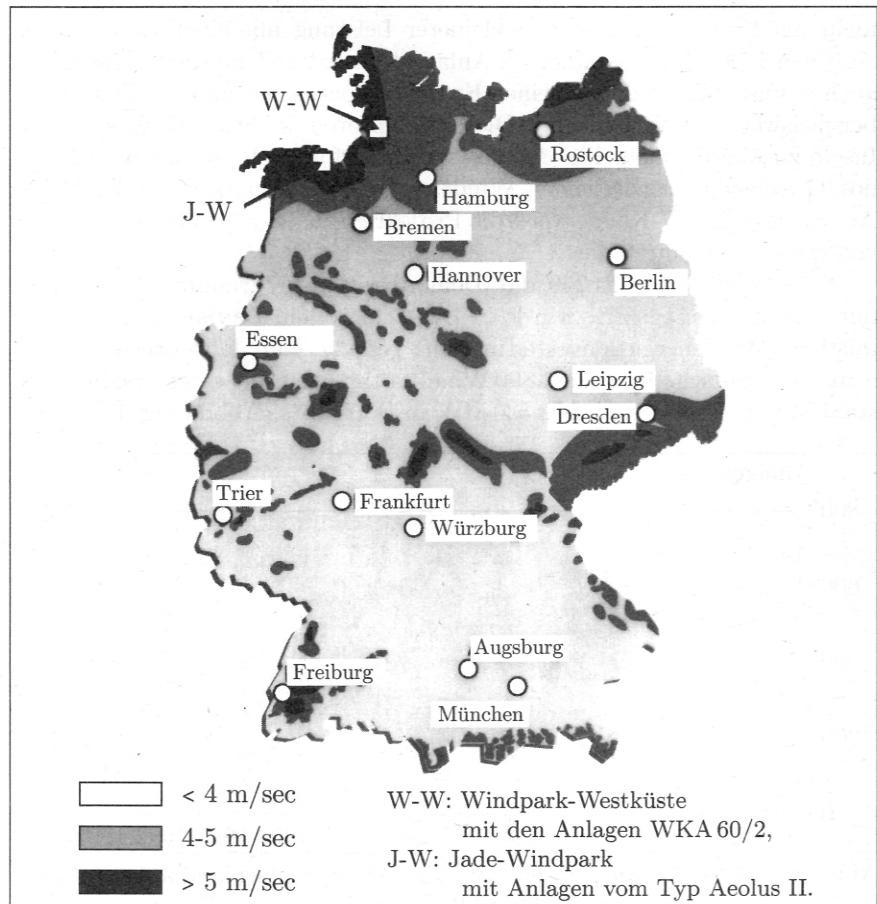 W-W
Rostock
J-W
Hamburg
Bremen
Hannover
Berlin
Essen
Leipzig
Dresden
Trier
Frankfurt
Würzburg
Augsburg
Freiburg
München
< 4 m/sec
4-5 m/sec
> 5 m/sec
W-W: Windpark-Westküste
mit den Anlagen WKA 60/2,
J-W: Jade-Windpark
mit Anlagen vom Typ Aeolus II.